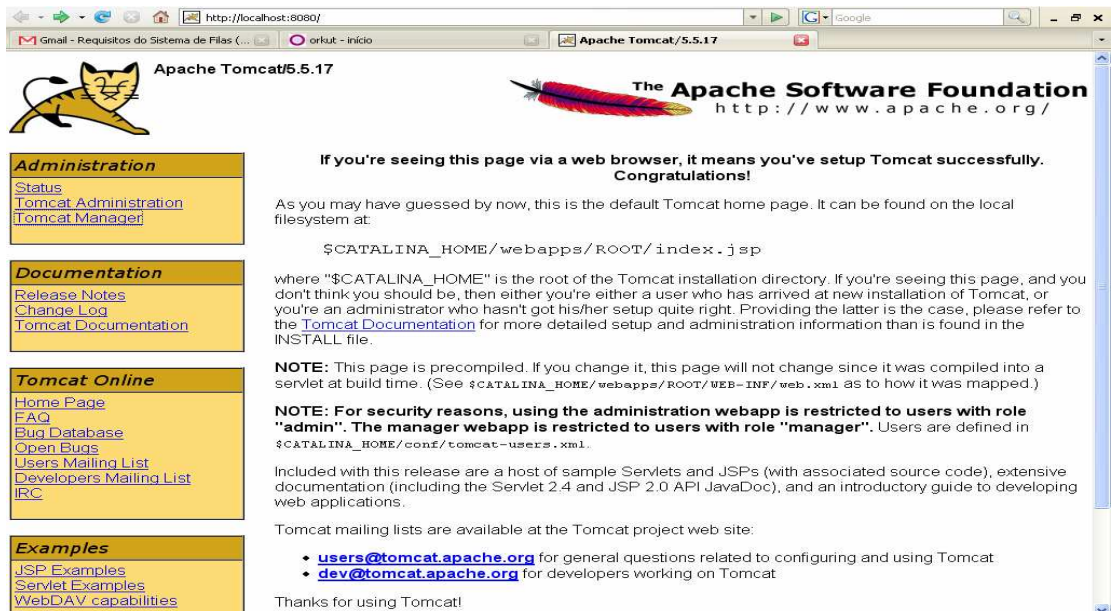 http://localhost:8080/
Google
Gmail - Requisitos do Sistema de Filas (...
orkut - início
Apache Tomcat/5.5.17
Apache Tomcat/5.5.17
The Apache Software Foundation
http://www.apache.org/
Administration
Status
Tomcat Administration
Tomcat Manager
Documentation
Release Notes
Change Log
Tomcat Documentation
Tomcat Online
Home Page
FAQ
Bug Database
Open Bugs
Users Mailing List
Developers Mailing List
IRC
Examples
JSP Examples
Servlet Examples
WebDAV capabilities
If you're seeing this page via a web browser, it means you've setup Tomcat successfully.
Congratulations!
As you may have guessed by now, this is the default Tomcat home page. It can be found on the local
filesystem at:
$CATALINA_HOME/webapps/ROOT/index.jsp
where "$CATALINA_HOME" is the root of the Tomcat installation directory. If you're seeing this page, and you
don't think you should be, then either you're either a user who has arrived at new installation of Tomcat, or
you're an administrator who hasn't got his/her setup quite right. Providing the latter is the case, please refer to
the Tomcat Documentation for more detailed setup and administration information than is found in the
INSTALL file.
NOTE: This page is precompiled. If you change it, this page will not change since it was compiled into a
servlet at build time. (See $CATALINA_HOME/webapps/ROOT/WEB-INF/web.xml as to how it was mapped.)
NOTE: For security reasons, using the administration webapp is restricted to users with role
"admin". The manager webapp is restricted to users with role "manager". Users are defined in
$CATALINA_HOME/conf/tomcat-users.xml.
Included with this release are a host of sample Servlets and JSPs (with associated source code), extensive
documentation (including the Servlet 2.4 and JSP 2.0 API JavaDoc), and an introductory guide to developing
web applications.
Tomcat mailing lists are available at the Tomcat project web site:
• users@tomcat.apache.org for general questions related to configuring and using Tomcat
• dev@tomcat.apache.org for developers working on Tomcat
Thanks for using Tomcat!